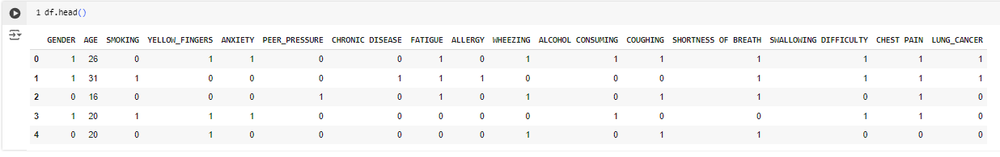 1 df.head()
GENDER AGE SMOKING YELLOW_FINGERS ANXIETY PEER_PRESSURE CHRONIC DISEASE FATIGUE ALLERGY WHEEZING ALCOHOL CONSUMING COUGHING SHORTNESS OF BREATH SWALLOWING DIFFICULTY CHEST PAIN LUNG_CANCER
0 1 26 0 1 1 0 0 1 0 1 1 1 1 1 1 1
1 1 31 1 0 0 0 1 1 1 0 0 0 1 1 1 1
2 0 16 0 0 0 1 0 1 0 1 0 1 1 0 1 0
3 1 20 1 1 1 0 0 0 0 0 1 0 0 1 1 0
4 0 20 0 1 0 0 0 0 0 1 0 1 1 0 0 0